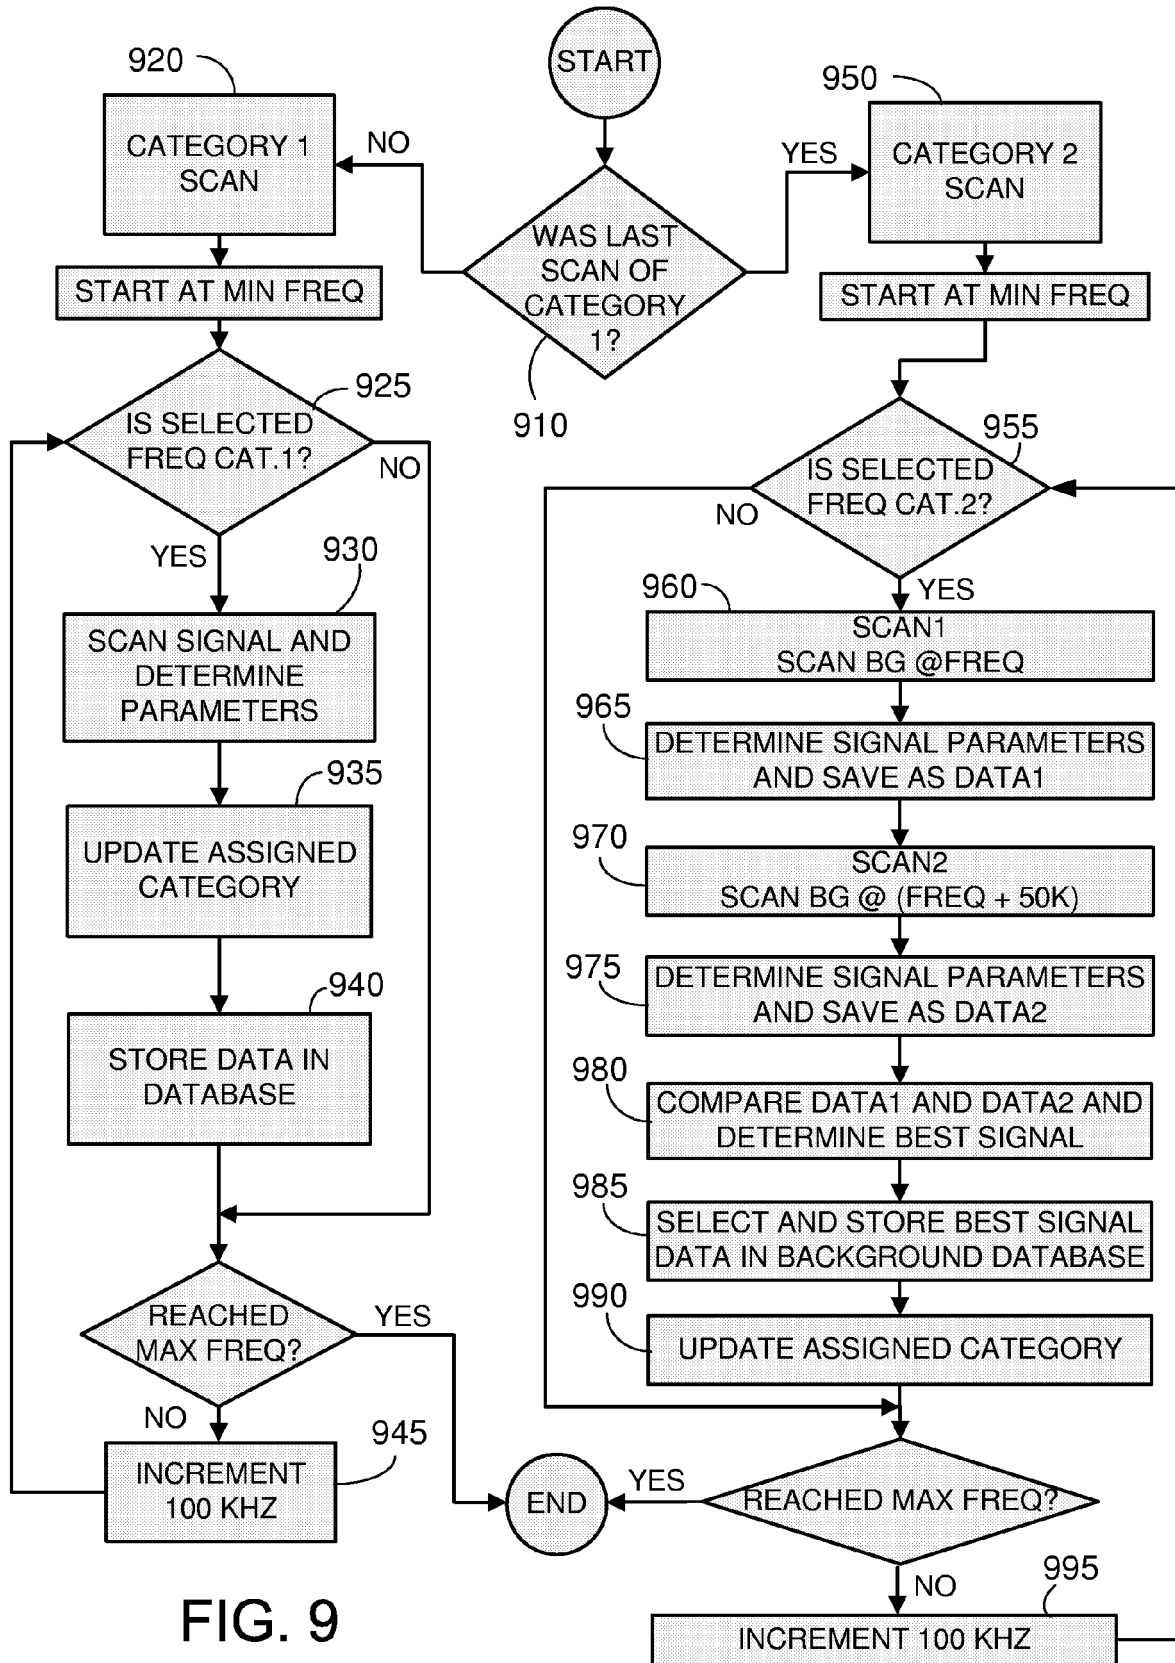 START
920
CATEGORY 1
SCAN
NO
YES
950
CATEGORY 2
SCAN
WAS LAST
SCAN OF
CATEGORY
1?
910
START AT MIN FREQ
START AT MIN FREQ
925
IS SELECTED
FREQ CAT.1?
NO
YES
930
SCAN SIGNAL AND
DETERMINE
PARAMETERS
935
UPDATE ASSIGNED
CATEGORY
940
STORE DATA IN
DATABASE
REACHED
MAX FREQ?
YES
NO
945
INCREMENT
100 KHZ
955
IS SELECTED
FREQ CAT.2?
NO
YES
960
SCAN1
SCAN BG @FREQ
965
DETERMINE SIGNAL PARAMETERS
AND SAVE AS DATA1
970
SCAN2
SCAN BG @ (FREQ + 50K)
975
DETERMINE SIGNAL PARAMETERS
AND SAVE AS DATA2
980
COMPARE DATA1 AND DATA2 AND
DETERMINE BEST SIGNAL
985
SELECT AND STORE BEST SIGNAL
DATA IN BACKGROUND DATABASE
990
UPDATE ASSIGNED CATEGORY
REACHED MAX FREQ?
YES
END
NO
995
INCREMENT 100 KHZ
FIG. 9